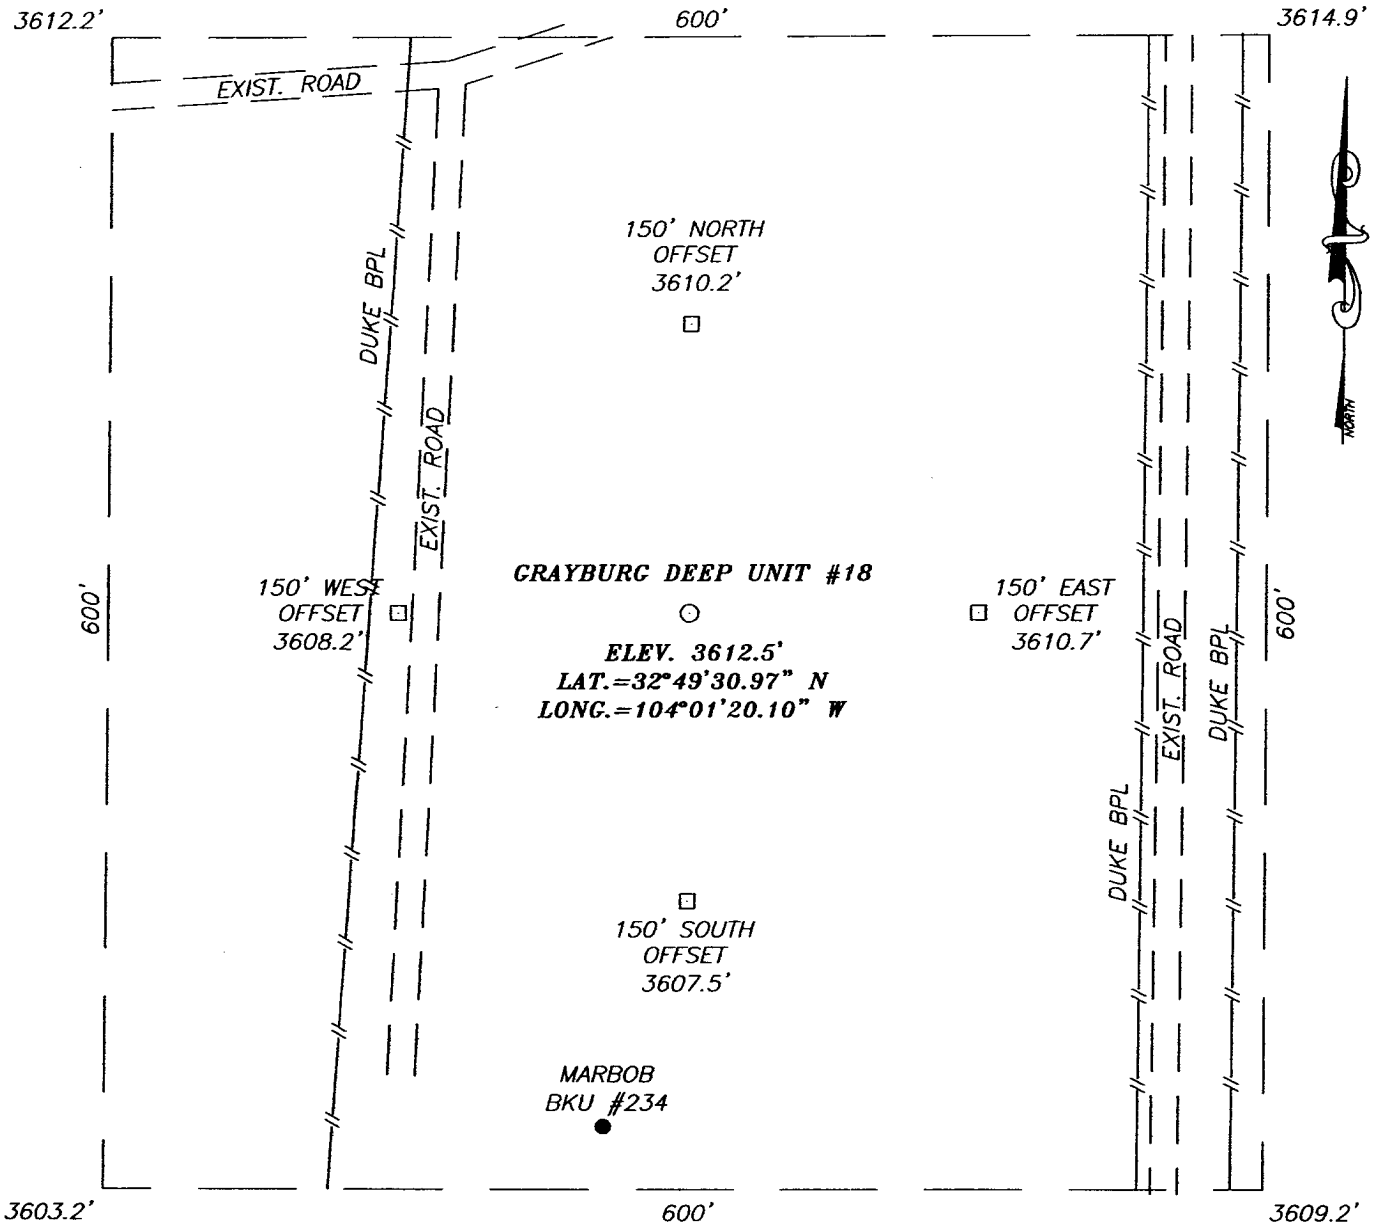 3612.2'
600'
3614.9'
EXIST. ROAD
150' NORTH
OFFSET
3610.2'
DUKE BPL
EXIST. ROAD
NORTH
600'
150' WEST
OFFSET
3608.2'
GRAYBURG DEEP UNIT #18
ELEV. 3612.5'
LAT.=32°49'30.97" N
LONG.=104°01'20.10" W
150' EAST
OFFSET
3610.7'
600'
EXIST. ROAD
DUKE BPL
DUKE BPL
150' SOUTH
OFFSET
3607.5'
MARBOB
BKU #234
3603.2'
600'
3609.2'